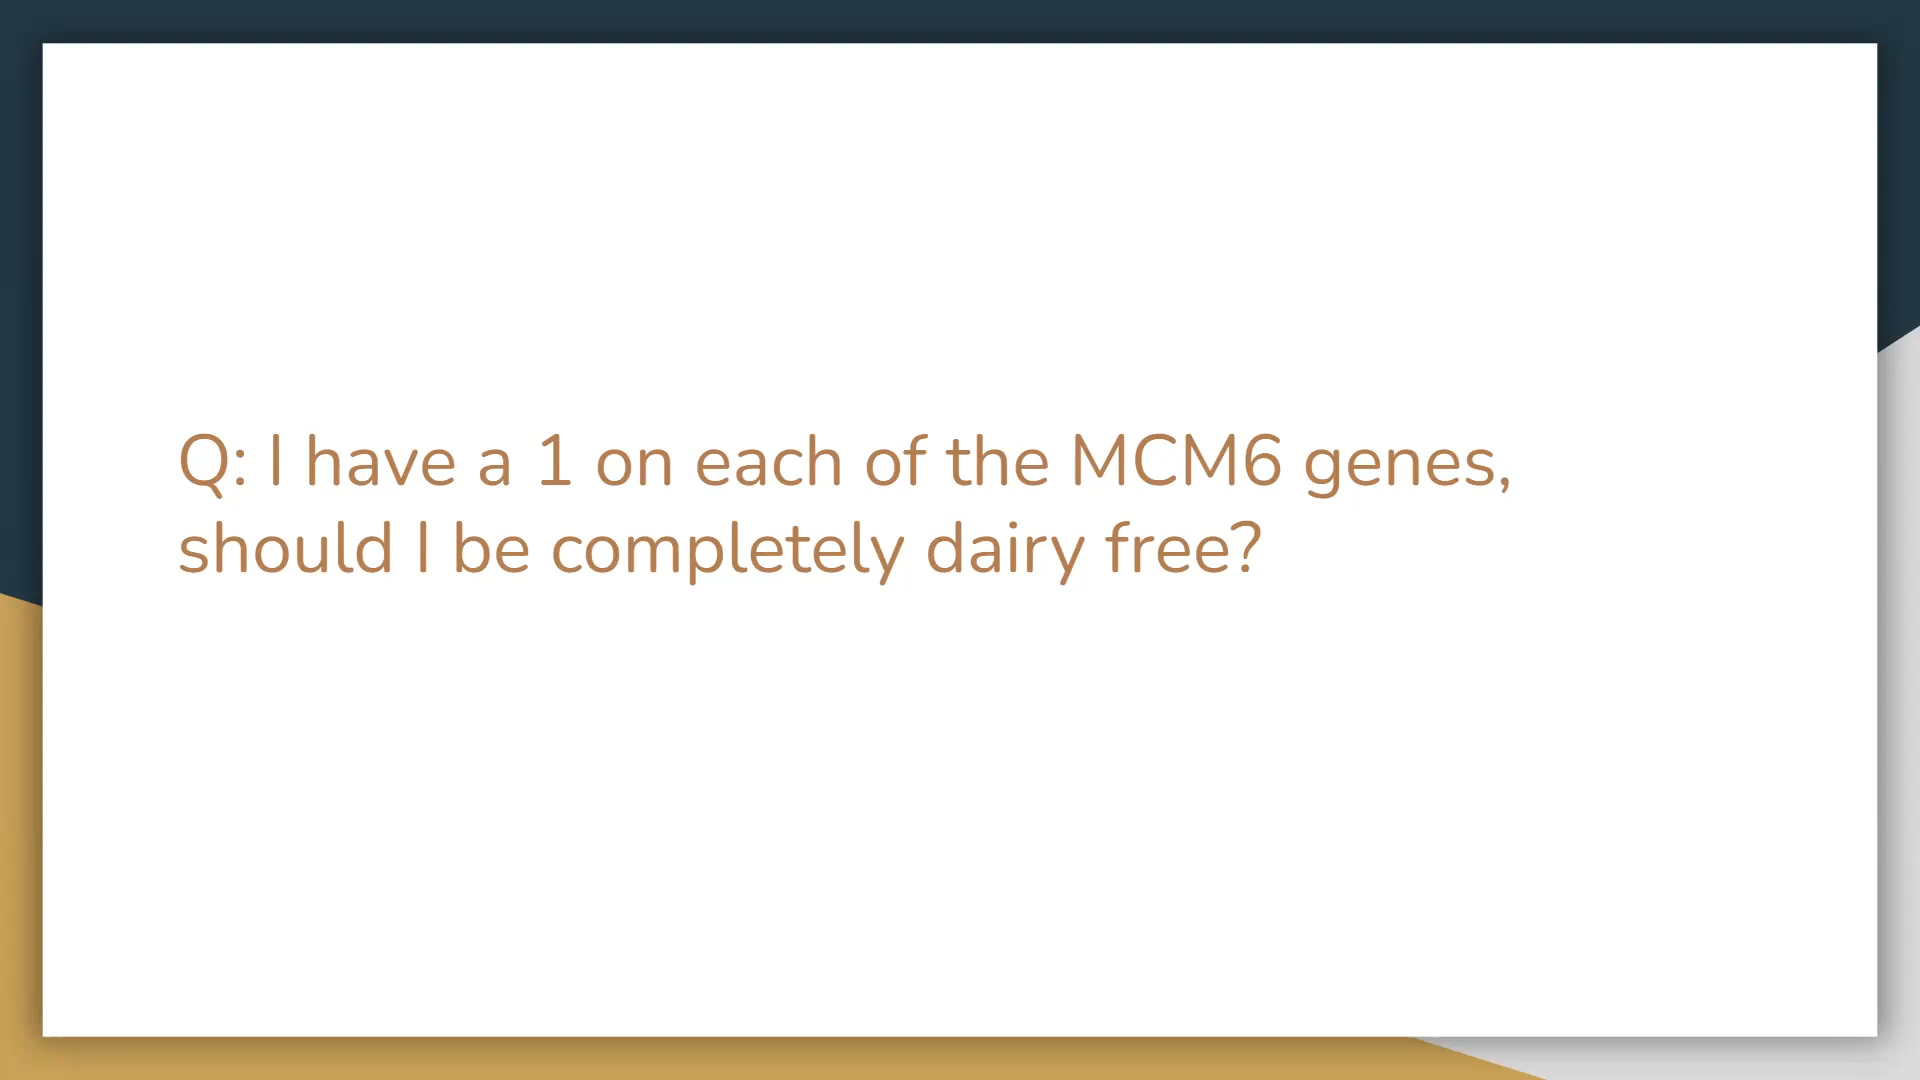 Q: I have a 1 on each of the MCM6 genes,
should I be completely dairy free?